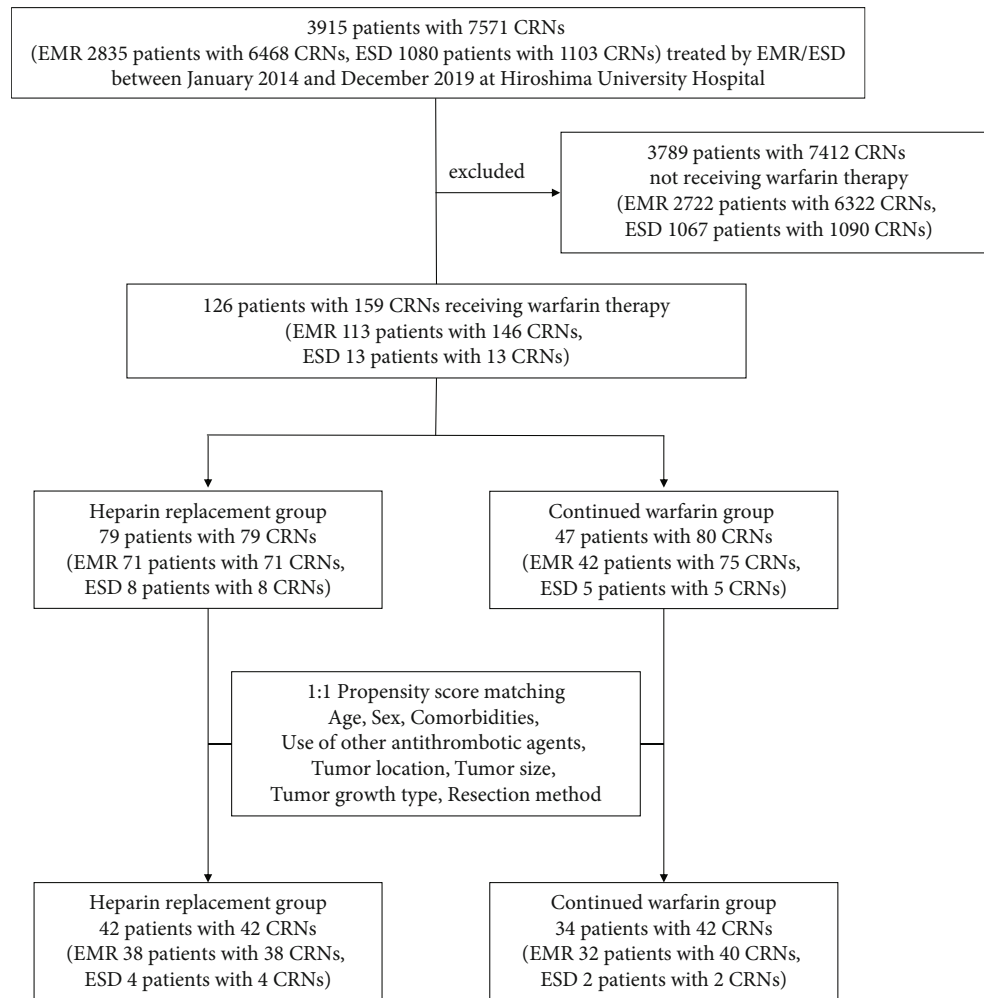 3915 patients with 7571 CRNs
(EMR 2835 patients with 6468 CRNs, ESD 1080 patients with 1103 CRNs) treated by EMR/ESD
between January 2014 and December 2019 at Hiroshima University Hospital
excluded
3789 patients with 7412 CRNs
not receiving warfarin therapy
(EMR 2722 patients with 6322 CRNs,
ESD 1067 patients with 1090 CRNs)
126 patients with 159 CRNs receiving warfarin therapy
(EMR 113 patients with 146 CRNs,
ESD 13 patients with 13 CRNs)
Heparin replacement group
79 patients with 79 CRNs
(EMR 71 patients with 71 CRNs,
ESD 8 patients with 8 CRNs)
Continued warfarin group
47 patients with 80 CRNs
(EMR 42 patients with 75 CRNs,
ESD 5 patients with 5 CRNs)
1:1 Propensity score matching
Age, Sex, Comorbidities,
Use of other antithrombotic agents,
Tumor location, Tumor size,
Tumor growth type, Resection method
Heparin replacement group
42 patients with 42 CRNs
(EMR 38 patients with 38 CRNs,
ESD 4 patients with 4 CRNs)
Continued warfarin group
34 patients with 42 CRNs
(EMR 32 patients with 40 CRNs,
ESD 2 patients with 2 CRNs)